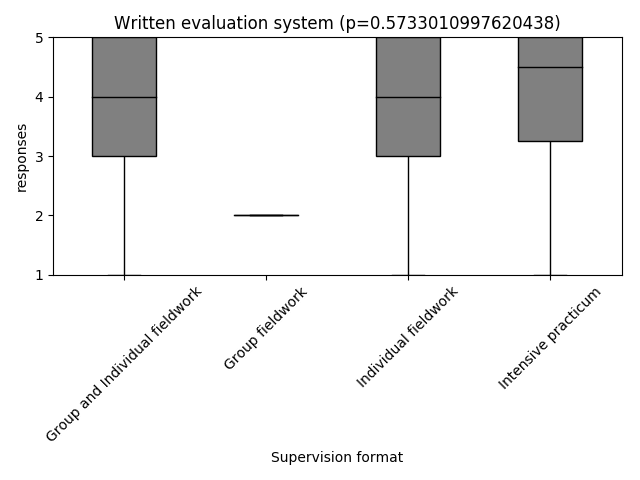 Written evaluation system (p=0.5733010997620438)
5
4
3
2
1
responses
Group and Individual fieldwork
Group fieldwork
Individual fieldwork
Intensive practicum
Supervision format